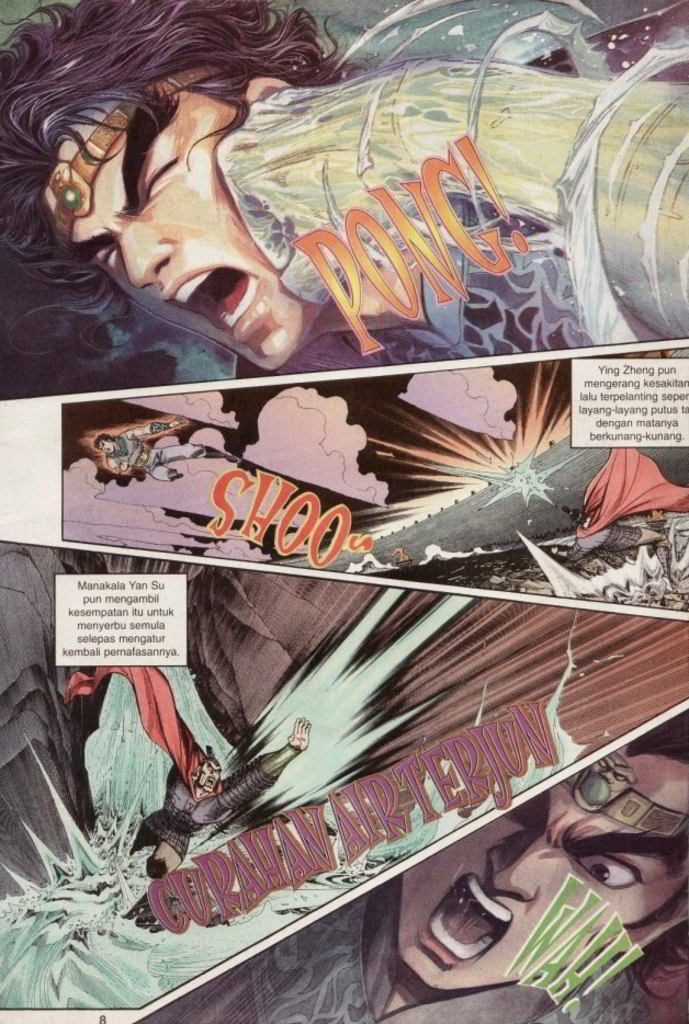 PONG!
Ying Zheng pun
mengerang kesakitan
lalu terpelanting seper
layang-layang putus ta
dengan matanya
berkunang-kunang.
SHOO~
Manakala Yan Su
pun mengambil
kesempatan itu untuk
menyerbu semula
selepas mengatur
kembali pernafasannya.
CURAHAN AIR TERJUN
WAH!
8